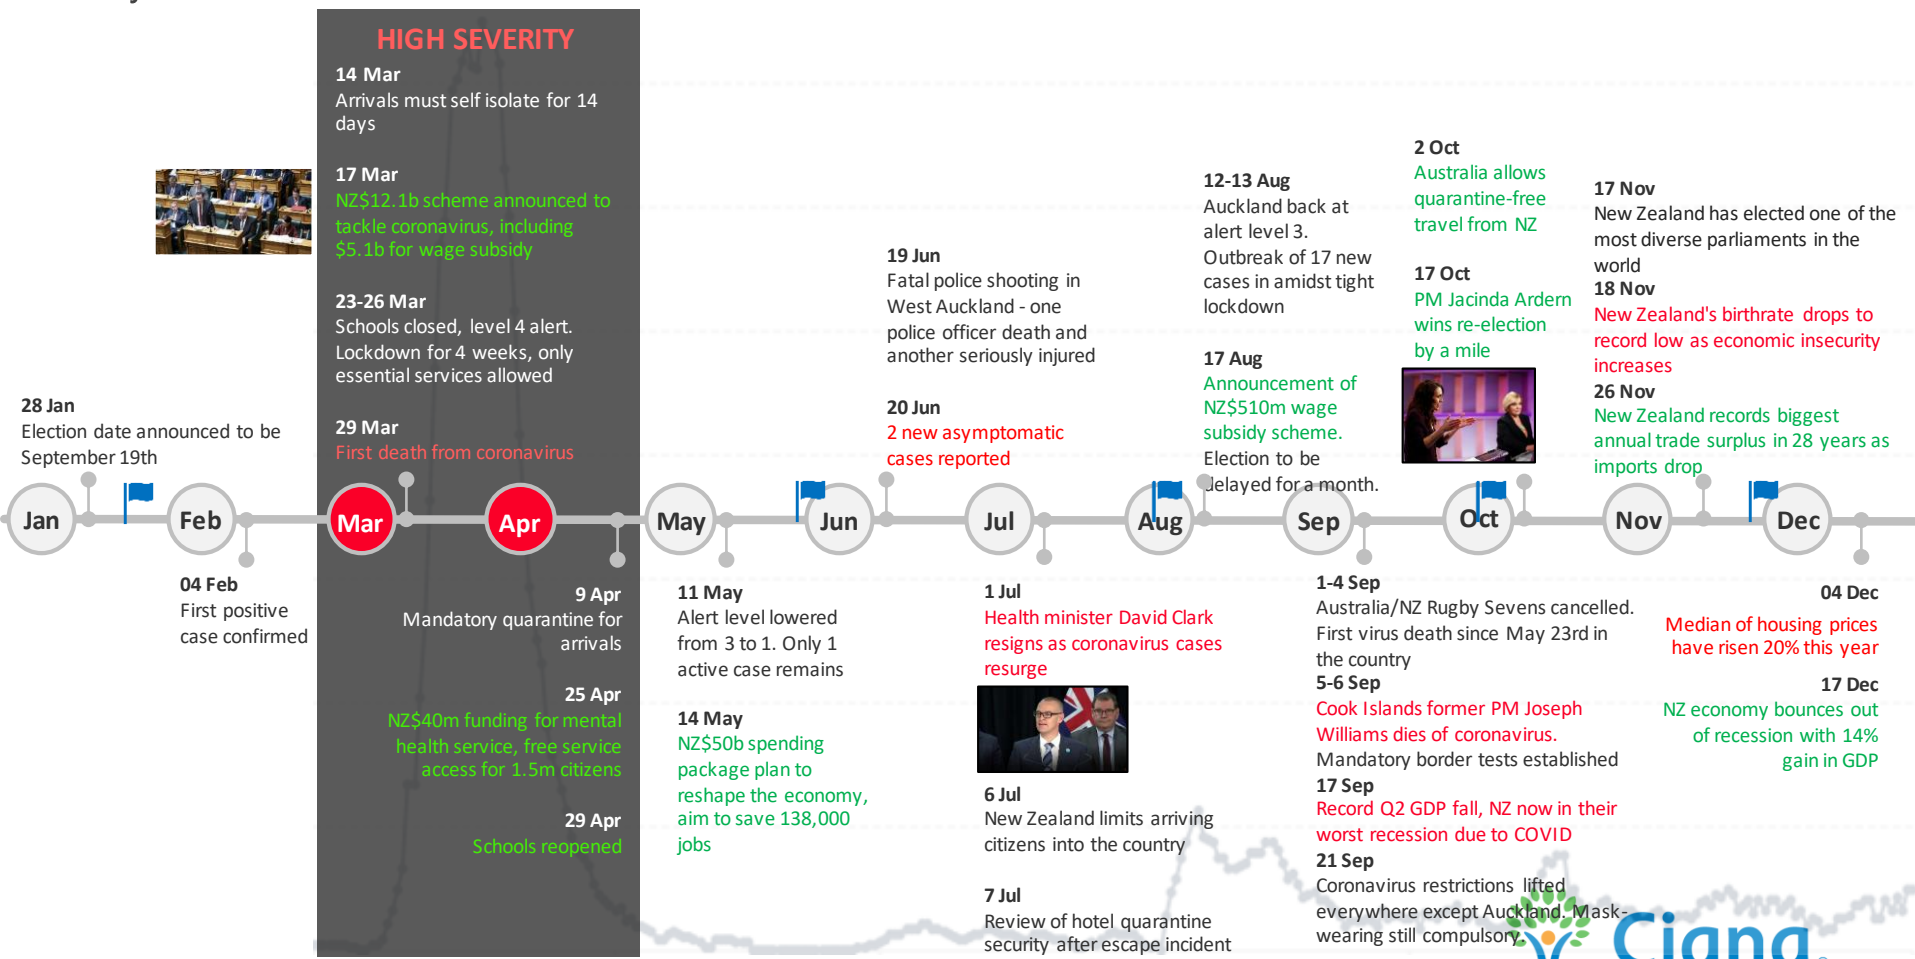 HIGH SEVERITY
14 Mar
Arrivals must self isolate for 14
days
17 Mar
NZ$12.1b scheme announced to
tackle coronavirus, including
$5.1b for wage subsidy
23-26 Mar
Schools closed, level 4 alert.
Lockdown for 4 weeks, only
essential services allowed
29 Mar
First death from coronavirus
28 Jan
Election date announced to be
September 19th
19 Jun
Fatal police shooting in
West Auckland - one
police officer death and
another seriously injured
20 Jun
2 new asymptomatic
cases reported
12-13 Aug
Auckland back at
alert level 3.
Outbreak of 17 new
cases in amidst tight
lockdown
17 Aug
Announcement of
NZ$510m wage
subsidy scheme.
Election to be
delayed for a month.
2 Oct
Australia allows
quarantine-free
travel from NZ
17 Oct
PM Jacinda Ardern
wins re-election
by a mile
17 Nov
New Zealand has elected one of the
most diverse parliaments in the
world
18 Nov
New Zealand's birthrate drops to
record low as economic insecurity
increases
26 Nov
New Zealand records biggest
annual trade surplus in 28 years as
imports drop
Jan
Feb
Mar
Apr
May
Jun
Jul
Aug
Sep
Oct
Nov
Dec
04 Feb
First positive
case confirmed
9 Apr
Mandatory quarantine for
arrivals
25 Apr
NZ$40m funding for mental
health service, free service
access for 1.5m citizens
29 Apr
Schools reopened
11 May
Alert level lowered
from 3 to 1. Only 1
active case remains
14 May
NZ$50b spending
package plan to
reshape the economy,
aim to save 138,000
jobs
1 Jul
Health minister David Clark
resigns as coronavirus cases
resurge
6 Jul
New Zealand limits arriving
citizens into the country
7 Jul
Review of hotel quarantine
security after escape incident
1-4 Sep
Australia/NZ Rugby Sevens cancelled.
First virus death since May 23rd in
the country
5-6 Sep
Cook Islands former PM Joseph
Williams dies of coronavirus.
Mandatory border tests established
17 Sep
Record Q2 GDP fall, NZ now in their
worst recession due to COVID
21 Sep
Coronavirus restrictions lifted
everywhere except Auckland. Mask-
wearing still compulsory.
04 Dec
Median of housing prices
have risen 20% this year
17 Dec
NZ economy bounces out
of recession with 14%
gain in GDP